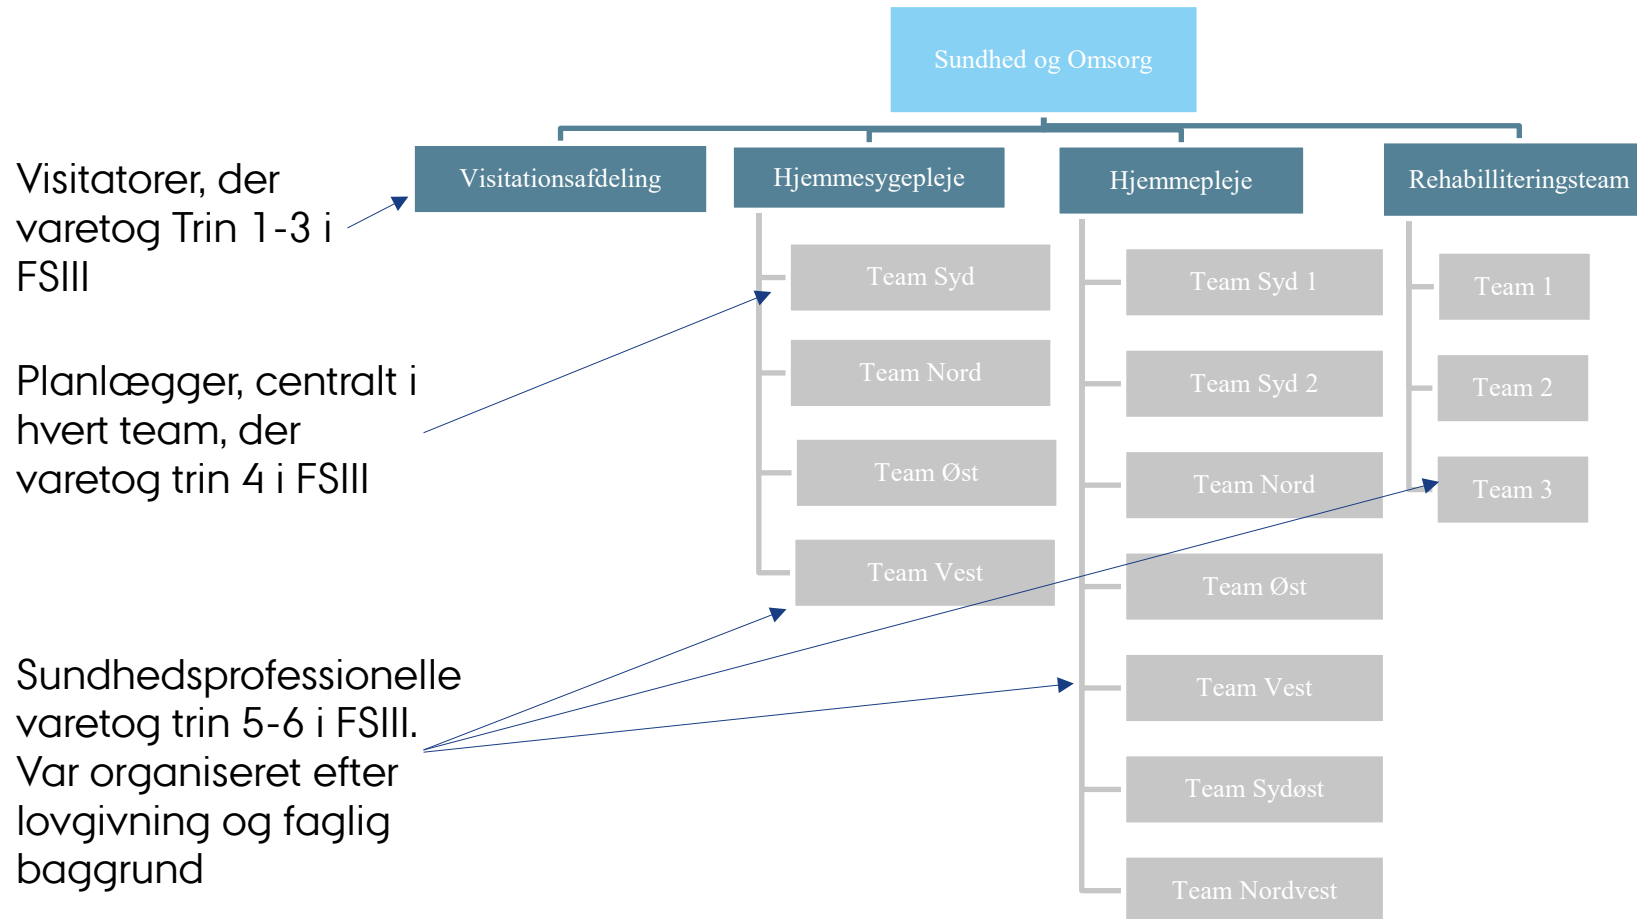 Sundhed og Omsorg
Visitationsafdeling
Hjemmesygepleje
Hjemmepleje
Rehabilliteringsteam
Visitatorer, der
varetog Trin 1-3 i
FSIII
Planlægger, centralt i
hvert team, der
varetog trin 4 i FSIII
Sundhedsprofessionelle
varetog trin 5-6 i FSIII.
Var organiseret efter
lovgivning og faglig
baggrund
Team Syd
Team Nord
Team Øst
Team Vest
Team Syd 1
Team Syd 2
Team Nord
Team Øst
Team Vest
Team Sydøst
Team Nordvest
Team 1
Team 2
Team 3